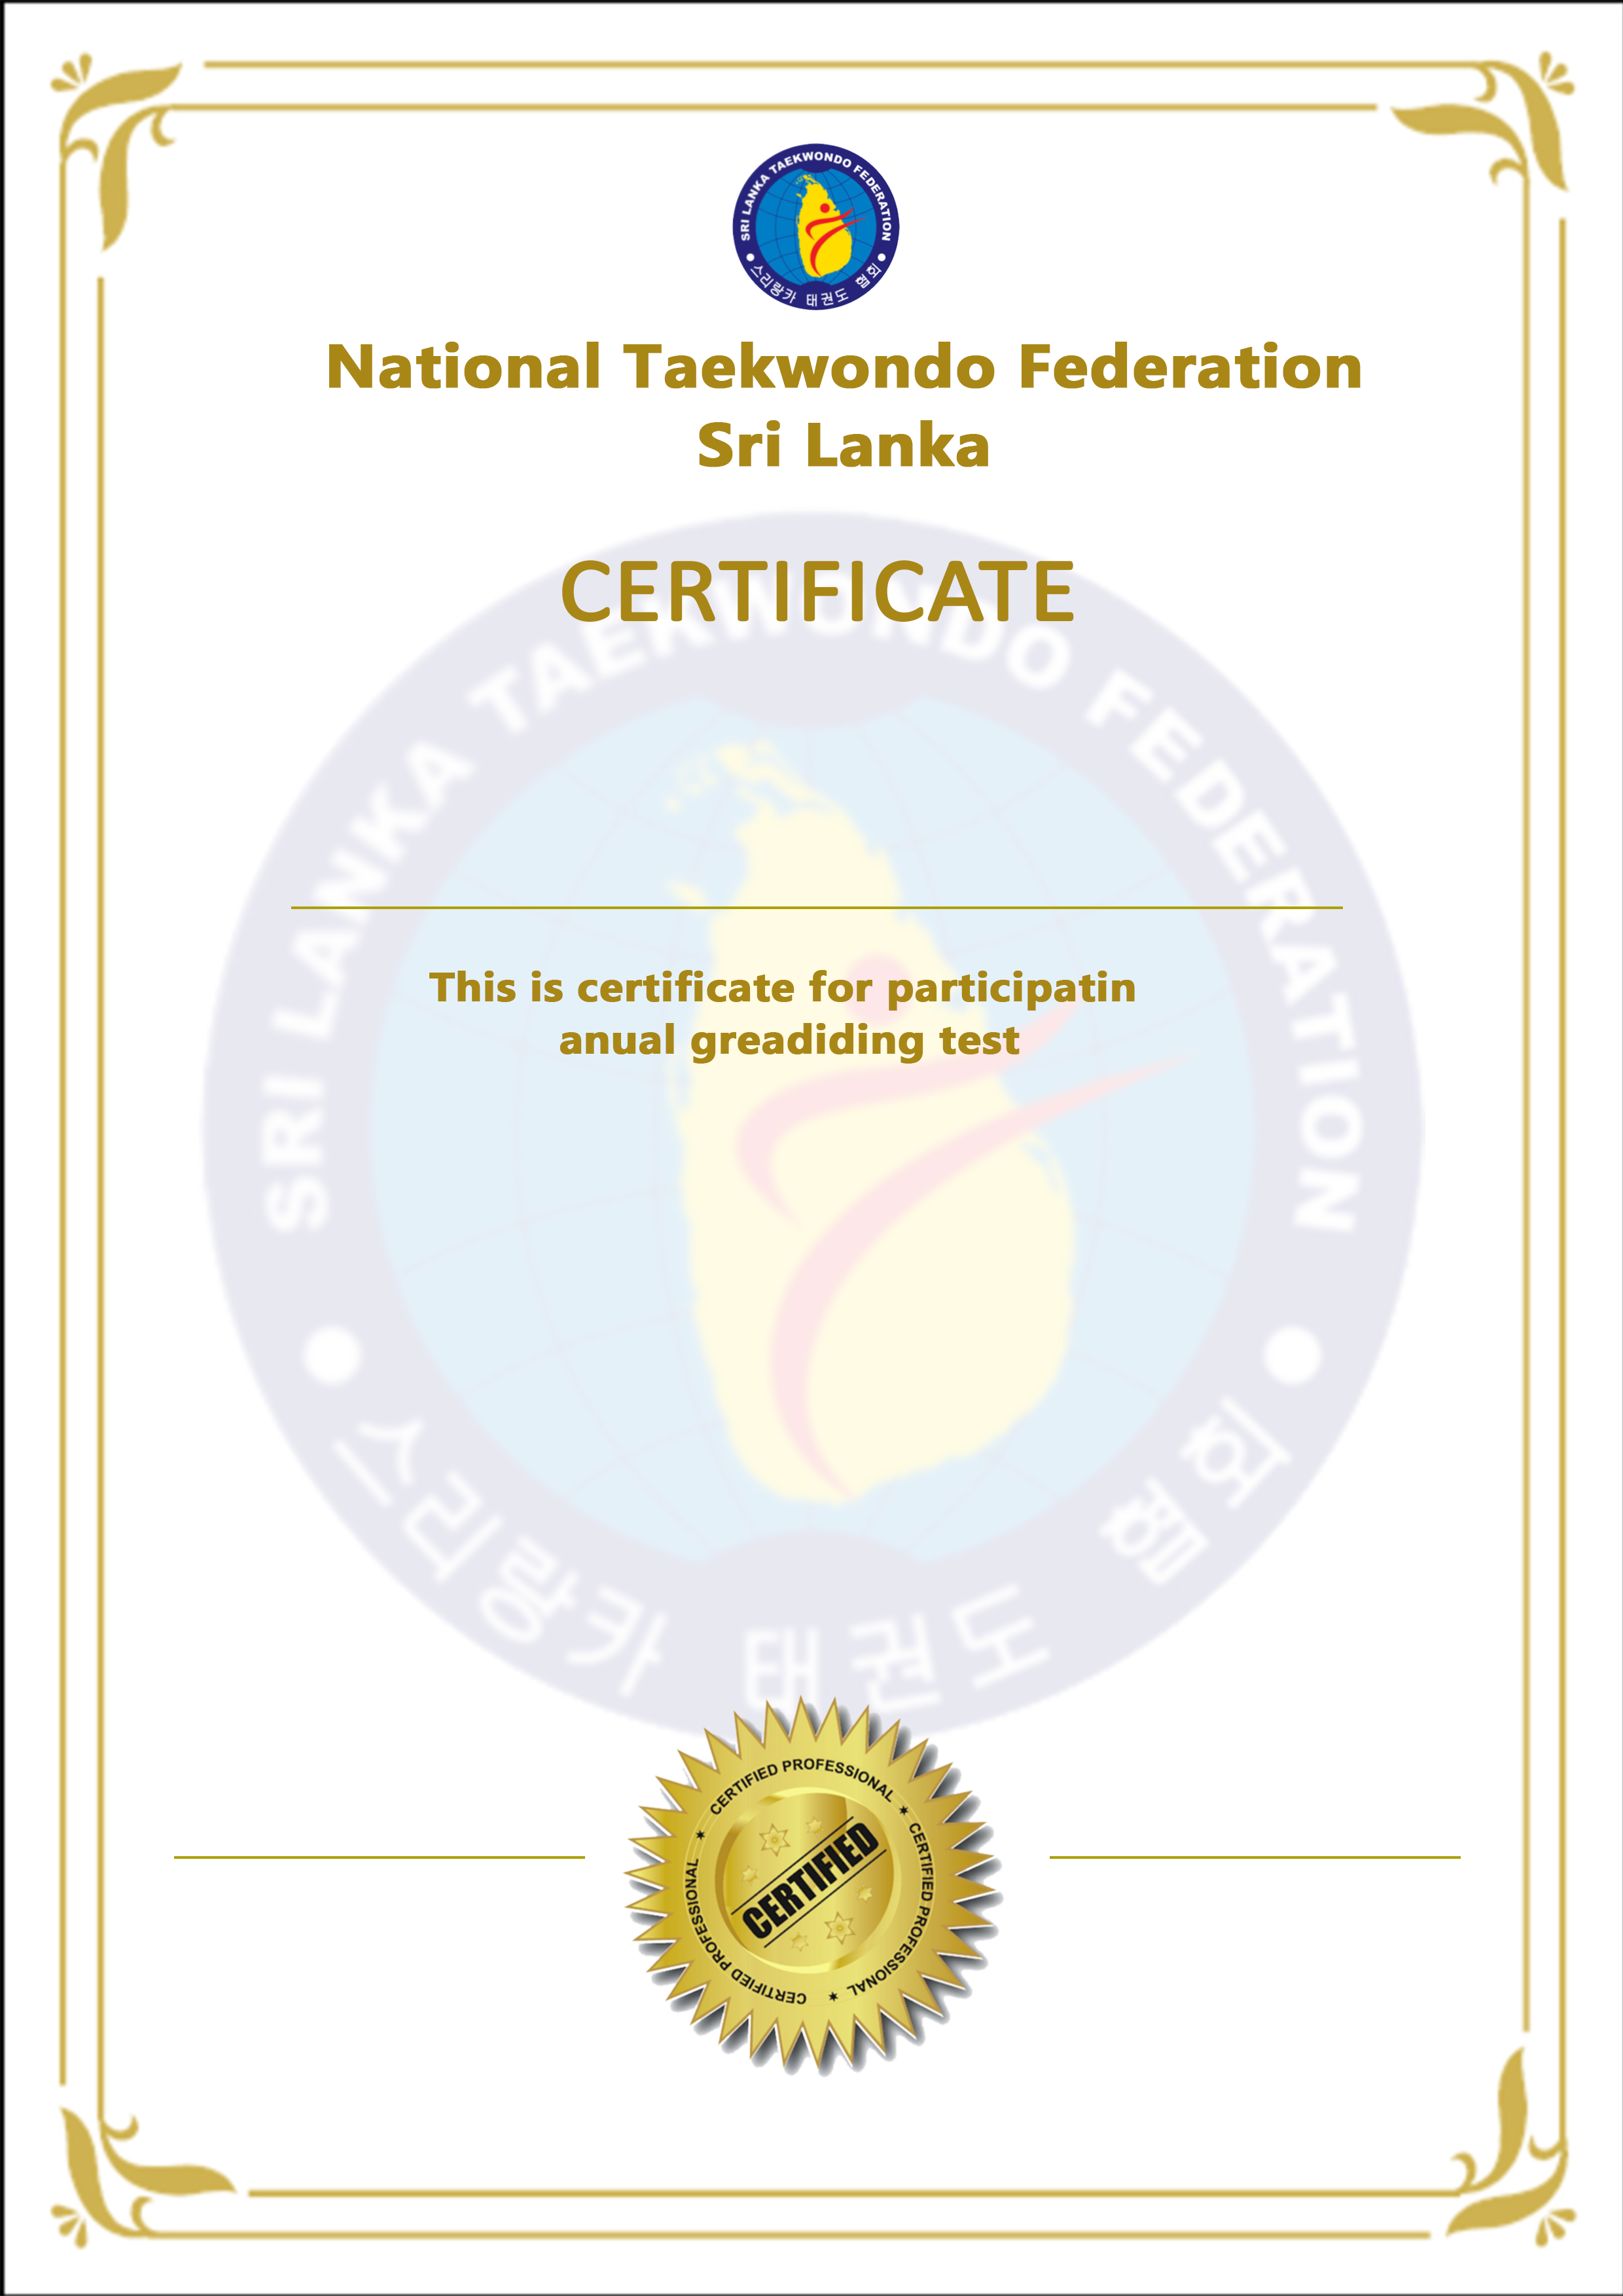 SRI LANKA TAEKWONDO FEDERATION
스리랑카 태권도 협회
National Taekwondo Federation
Sri Lanka
CERTIFICATE
SRI LANKA TAEKWONDO FEDERATION
This is certificate for participatin
anual greadiding test
스리랑카 태권도 협회
CERTIFIED PROFESSIONAL ★ CERTIFIED PROFESSIONAL ★ CERTIFIED PROFESSIONAL ★
CERTIFIED